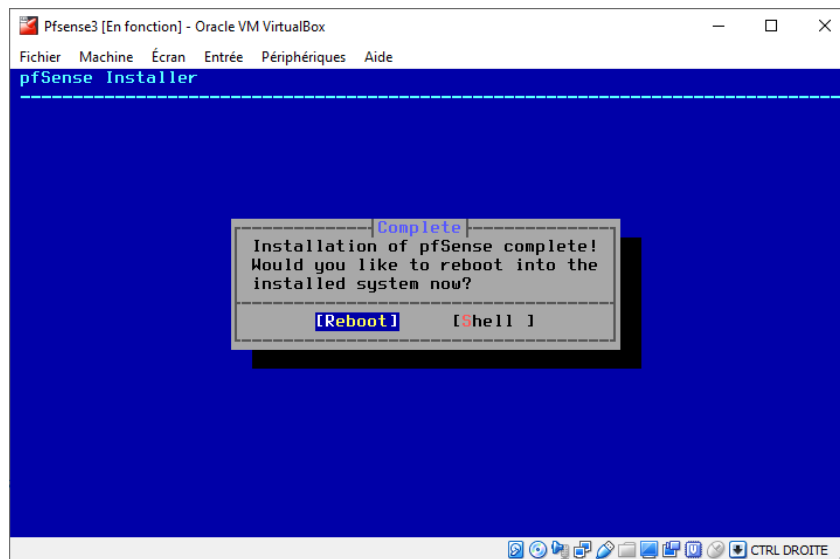 Pfsense3 [En fonction] - Oracle VM VirtualBox
Fichier Machine Écran Entrée Périphériques Aide
pfSense Installer
Complete
Installation of pfSense complete!
Would you like to reboot into the
installed system now?
[Reboot] [Shell ]
CTRL DROITE